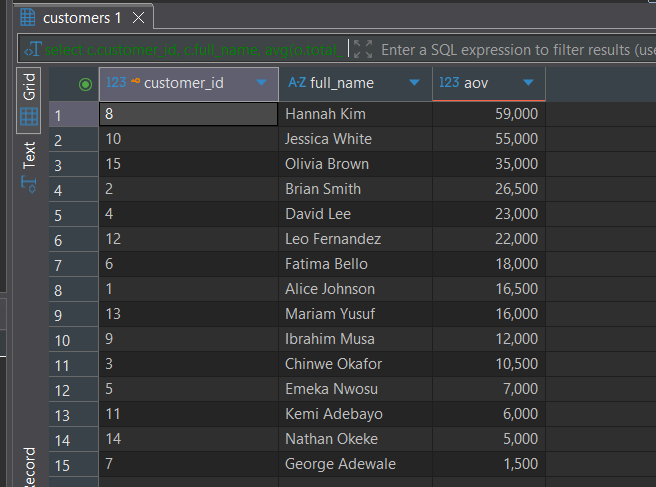 customers 1
select c.customer_id, c.full_name, avg(o.total
Enter a SQL expression to filter results (use
Grid
Text
Record
123 customer_id A-Z full_name 123 aov
1 8 Hannah Kim 59,000
2 10 Jessica White 55,000
3 15 Olivia Brown 35,000
4 2 Brian Smith 26,500
5 4 David Lee 23,000
6 12 Leo Fernandez 22,000
7 6 Fatima Bello 18,000
8 1 Alice Johnson 16,500
9 13 Mariam Yusuf 16,000
10 9 Ibrahim Musa 12,000
11 3 Chinwe Okafor 10,500
12 5 Emeka Nwosu 7,000
13 11 Kemi Adebayo 6,000
14 14 Nathan Okeke 5,000
15 7 George Adewale 1,500